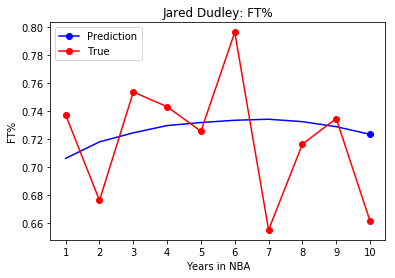 Jared Dudley: FT%
Prediction
True
FT%
0.80
0.78
0.76
0.74
0.72
0.70
0.68
0.66
1 2 3 4 5 6 7 8 9 10
Years in NBA